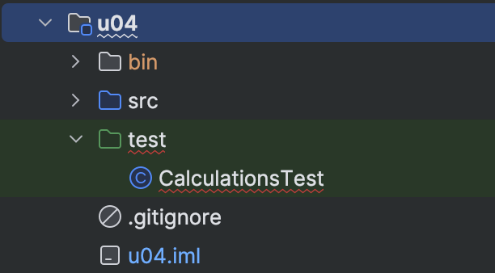 u04
bin
src
test
CalculationsTest
.gitignore
u04.iml